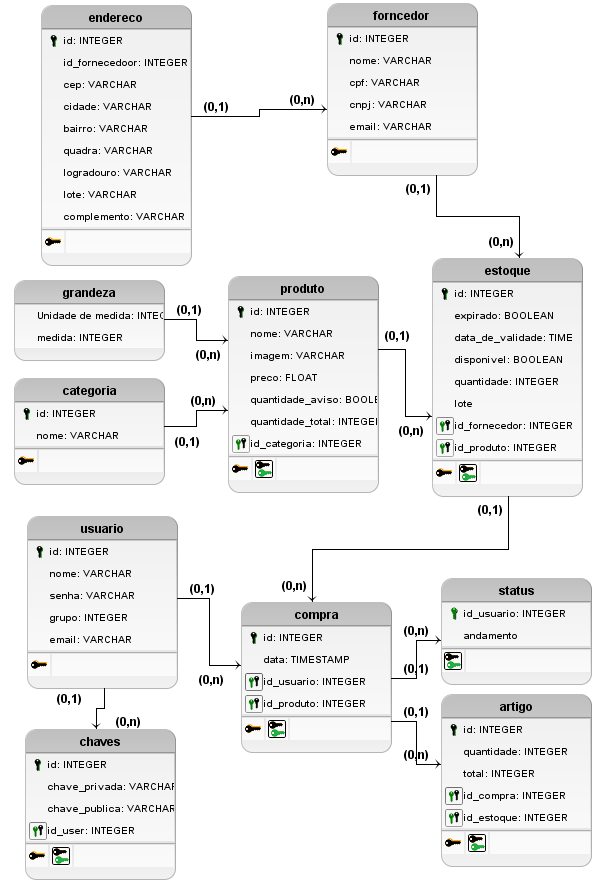 endereco
id: INTEGER
id_fornecedoor: INTEGER
cep: VARCHAR
cidade: VARCHAR
bairro: VARCHAR
quadra: VARCHAR
logradouro: VARCHAR
lote: VARCHAR
complemento: VARCHAR
(0,1)
(0,n)
forncedor
id: INTEGER
nome: VARCHAR
cpf: VARCHAR
cnpj: VARCHAR
email: VARCHAR
(0,1)
(0,n)
grandeza
Unidade de medida: INTEG
medida: INTEGER
(0,1)
(0,n)
categoria
id: INTEGER
nome: VARCHAR
(0,n)
(0,1)
produto
id: INTEGER
nome: VARCHAR
imagem: VARCHAR
preco: FLOAT
quantidade_aviso: BOOLE
quantidade_total: INTEGEI
id_categoria: INTEGER
(0,1)
(0,n)
estoque
id: INTEGER
expirado: BOOLEAN
data_de_validade: TIME
disponivel: BOOLEAN
quantidade: INTEGER
lote
id_fornecedor: INTEGER
id_produto: INTEGER
(0,1)
(0,n)
usuario
id: INTEGER
nome: VARCHAR
senha: VARCHAR
grupo: INTEGER
email: VARCHAR
(0,1)
(0,n)
(0,1)
(0,n)
chaves
id: INTEGER
chave_privada: VARCHAR
chave_publica: VARCHAR
id_user: INTEGER
compra
id: INTEGER
data: TIMESTAMP
id_usuario: INTEGER
id_produto: INTEGER
(0,n)
(0,1)
(0,1)
(0,n)
status
id_usuario: INTEGER
andamento
artigo
id: INTEGER
quantidade: INTEGER
total: INTEGER
id_compra: INTEGER
id_estoque: INTEGER